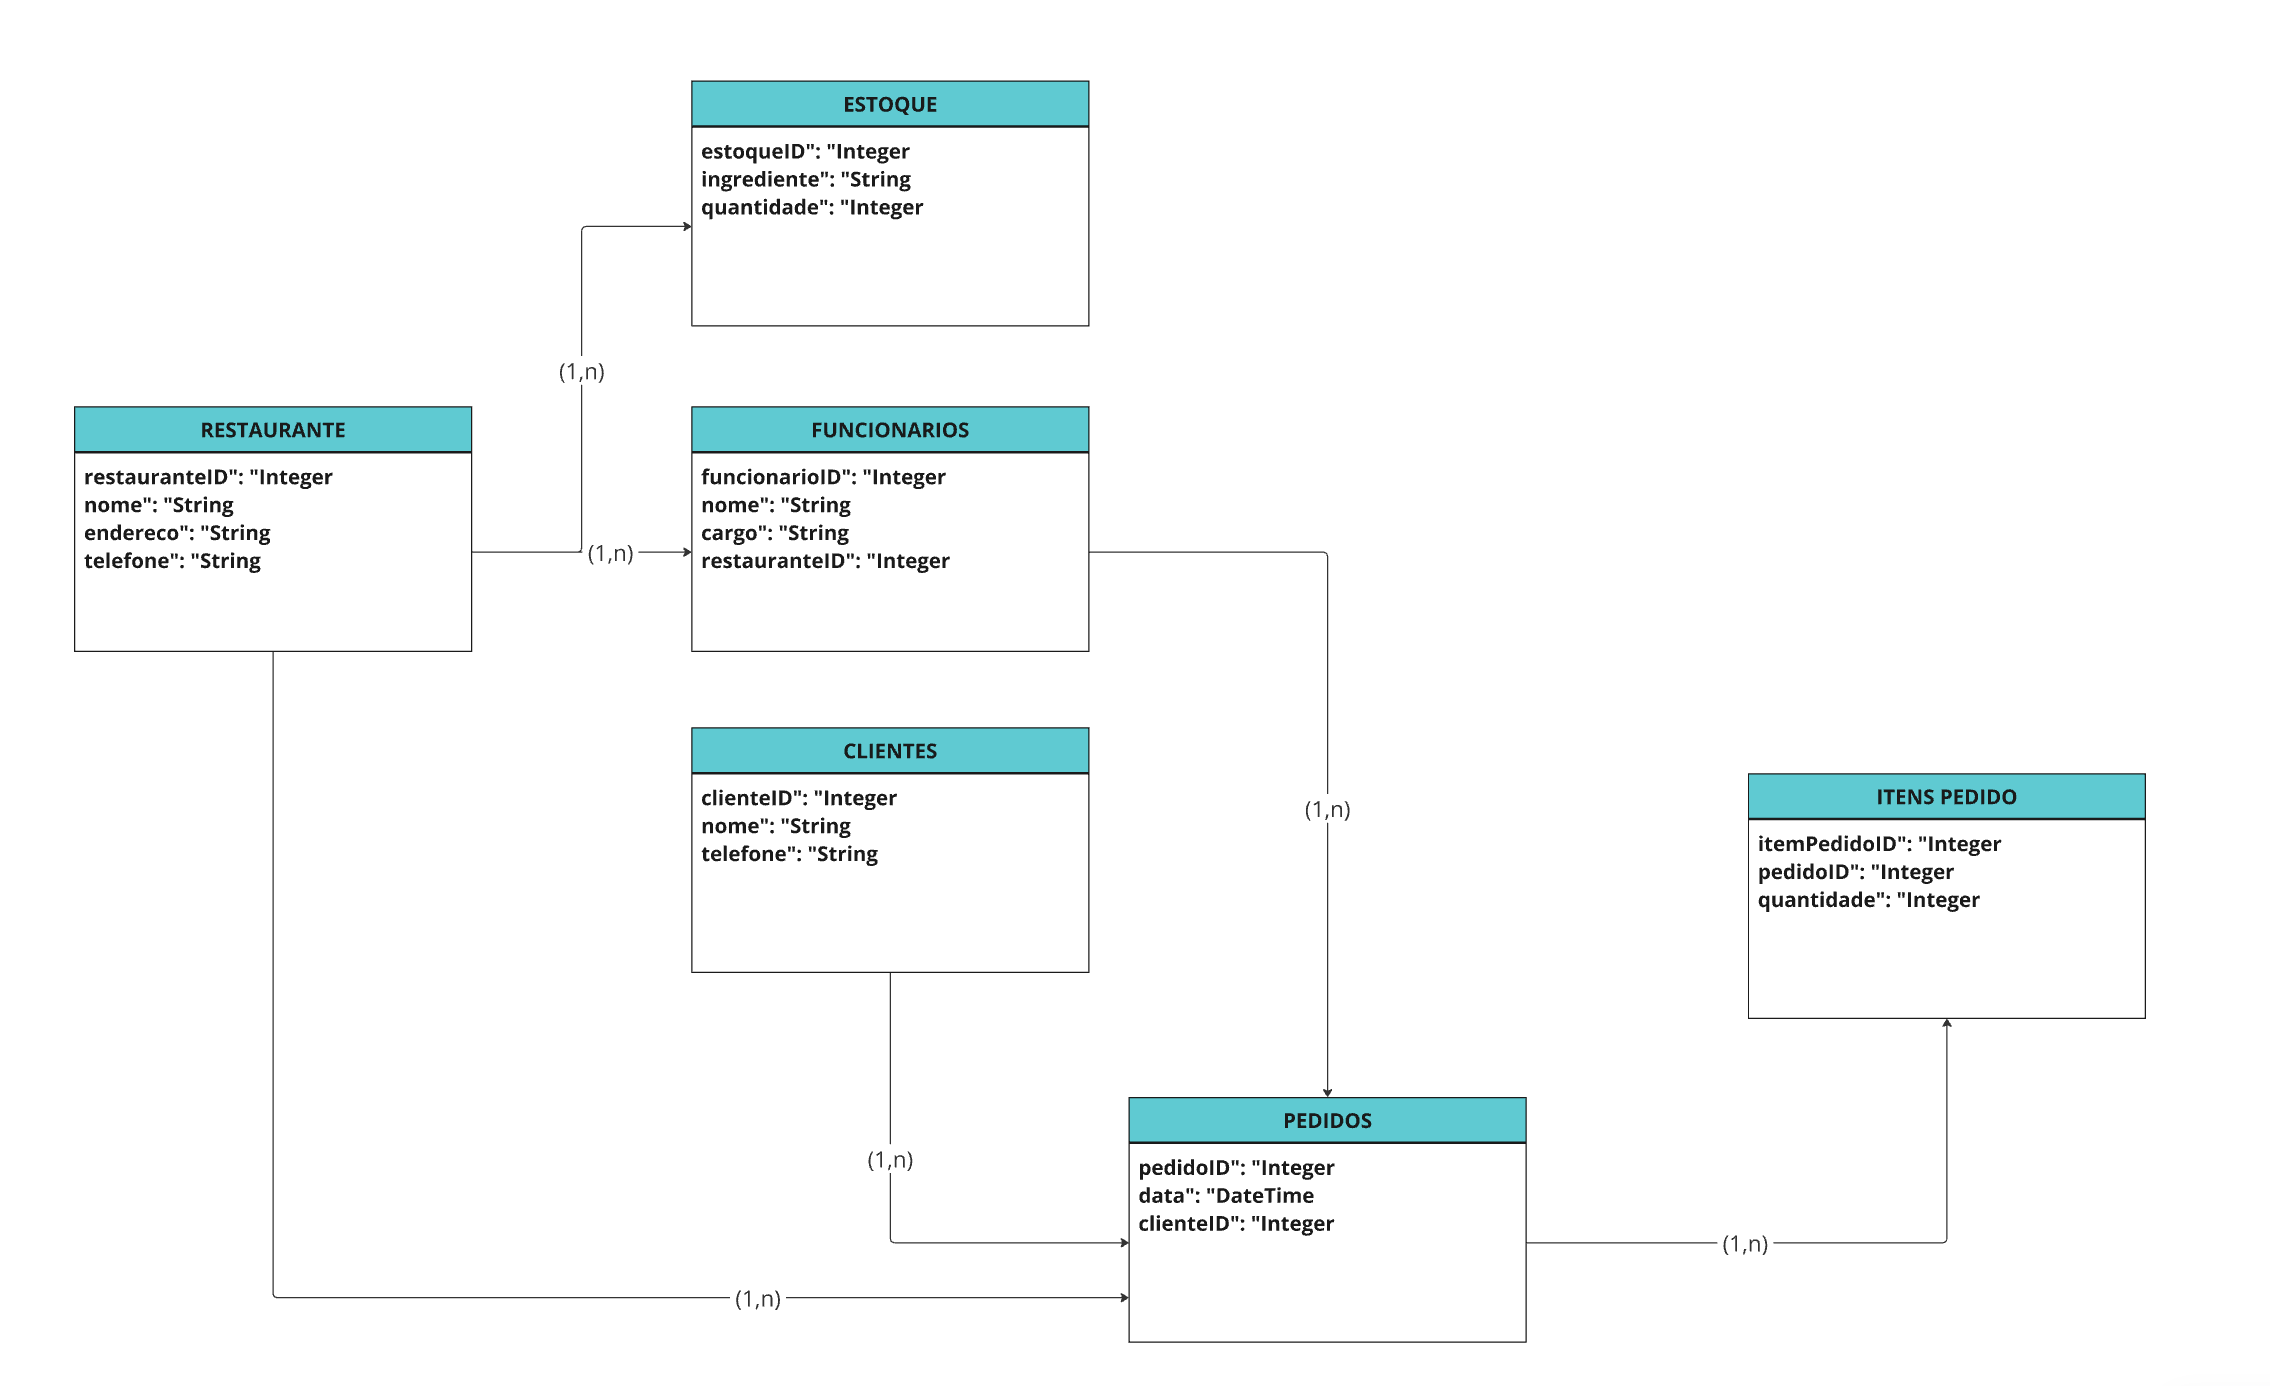 ESTOQUE
estoqueID": "Integer
ingrediente": "String
quantidade": "Integer
(1,n)
RESTAURANTE
restauranteID": "Integer
nome": "String
endereco": "String
telefone": "String
(1,n)
FUNCIONARIOS
funcionarioID": "Integer
nome": "String
cargo": "String
restauranteID": "Integer
CLIENTES
clienteID": "Integer
nome": "String
telefone": "String
(1,n)
ITENS PEDIDO
itemPedidoID": "Integer
pedidoID": "Integer
quantidade": "Integer
(1,n)
PEDIDOS
pedidoID": "Integer
data": "DateTime
clienteID": "Integer
(1,n)
(1,n)